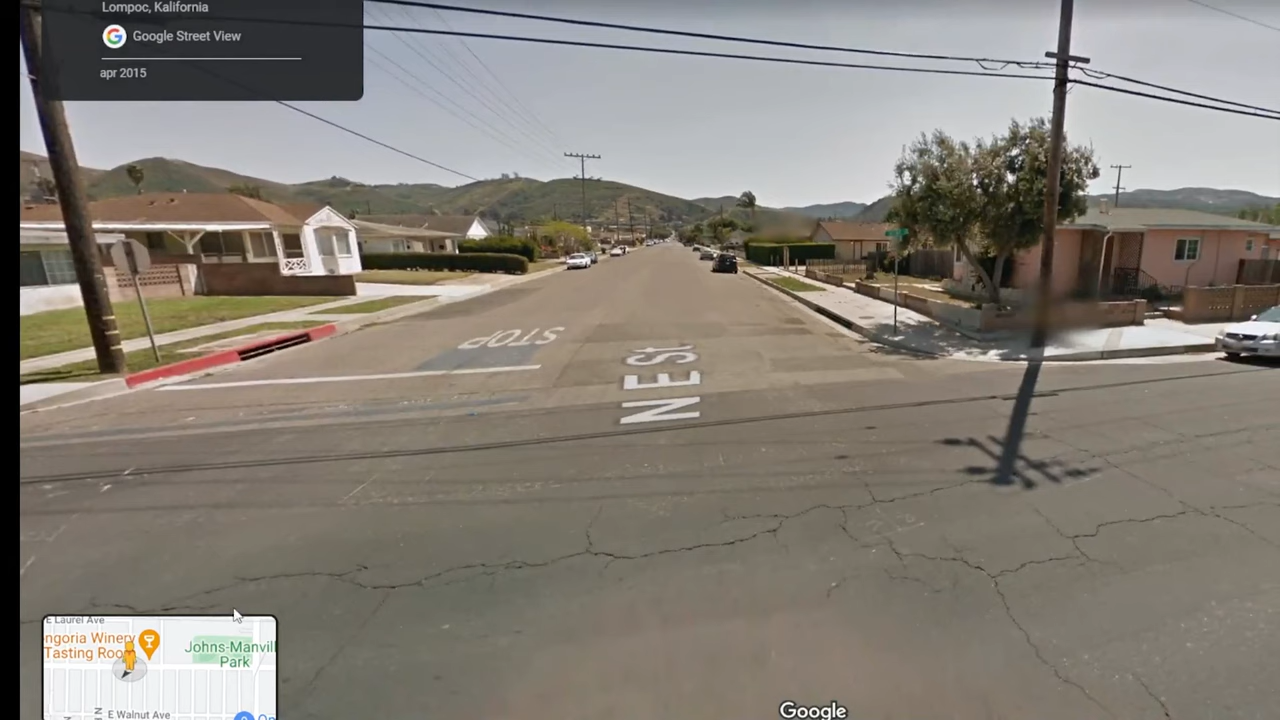 Lompoc, Kalifornia
Google Street View
apr 2015
STOP
N E St
E Laurel Ave
ngoria Winery
Tasting Roo
Johns-Manvill
Park
E Walnut Ave
Google